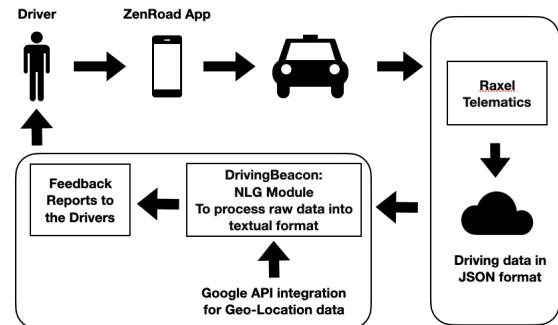 Driver
ZenRoad App
Raxel
Telematics
Driving data in
JSON format
DrivingBeacon:
NLG Module
To process raw data into
textual format
Google API integration
for Geo-Location data
Feedback
Reports to
the Drivers